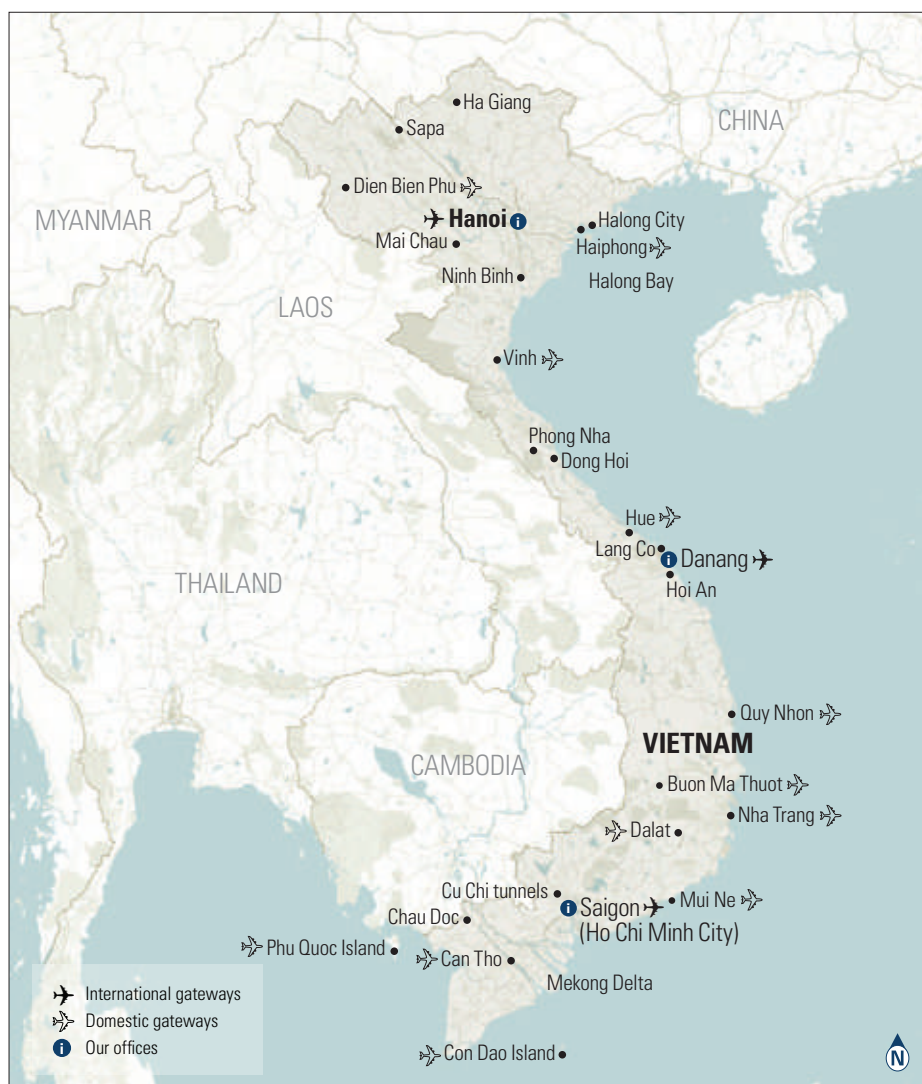 Ha Giang
CHINA
Sapa
Dien Bien Phu
MYANMAR
Hanoi
i
Halong City
Mai Chau
Haiphong
Ninh Binh
Halong Bay
LAOS
Vinh
Phong Nha
Dong Hoi
Hue
Lang Co
i
Danang
THAILAND
Hoi An
Quy Nhon
VIETNAM
CAMBODIA
Buon Ma Thuot
Nha Trang
Dalat
Cu Chi tunnels
Mui Ne
i
Saigon
(Ho Chi Minh City)
Chau Doc
Phu Quoc Island
Can Tho
Mekong Delta
International gateways
Domestic gateways
i
Our offices
Con Dao Island
N